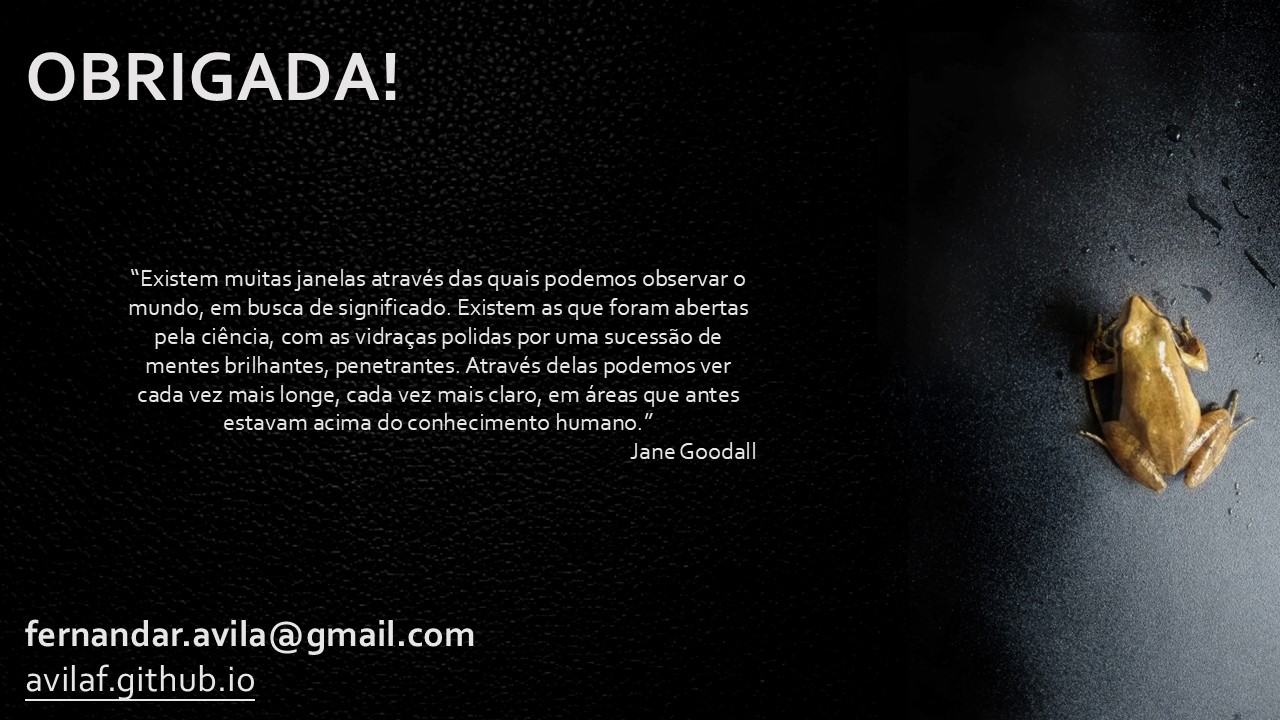 OBRIGADA!
“Existem muitas janelas através das quais podemos observar o
mundo, em busca de significado. Existem as que foram abertas
pela ciência, com as vidraças polidas por uma sucessão de
mentes brilhantes, penetrantes. Através delas podemos ver
cada vez mais longe, cada vez mais claro, em áreas que antes
estavam acima do conhecimento humano.”
Jane Goodall
fernandar.avila@gmail.com
avilaf.github.io